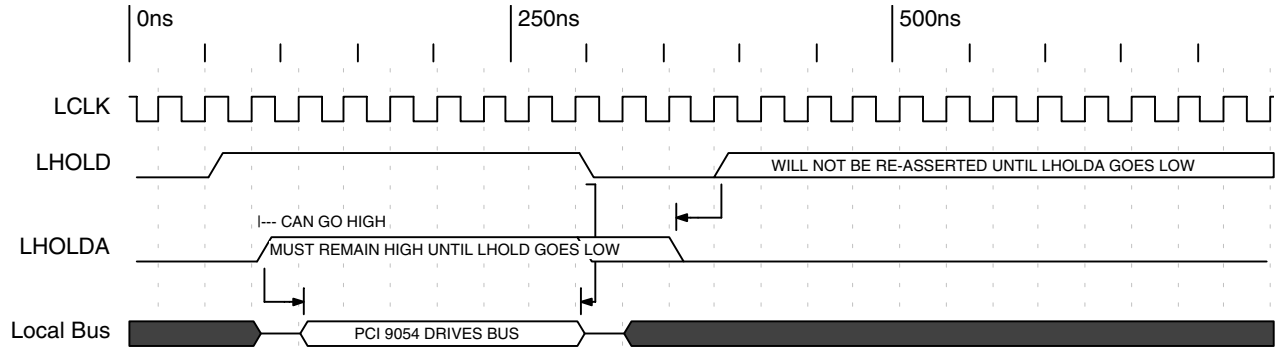 0ns 250ns 500ns
LCLK
LHOLD WILL NOT BE RE-ASSERTED UNTIL LHOLDA GOES LOW
|--- CAN GO HIGH
LHOLDA MUST REMAIN HIGH UNTIL LHOLD GOES LOW
Local Bus PCI 9054 DRIVES BUS